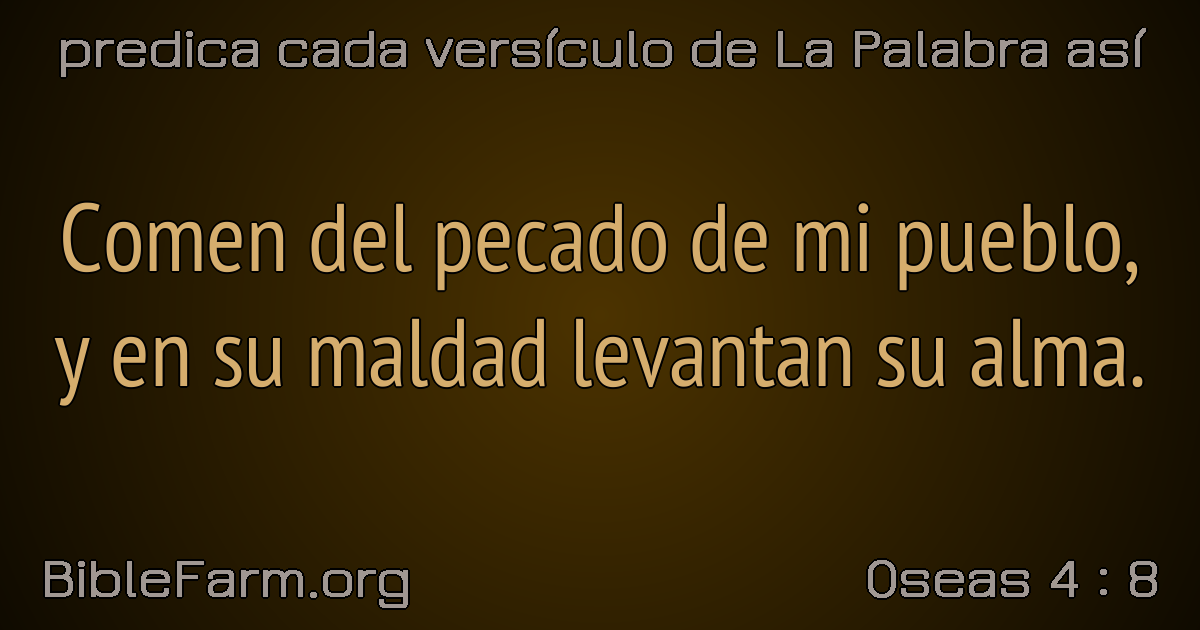 predica cada versículo de La Palabra así
Comen del pecado de mi pueblo,
y en su maldad levantan su alma.
BibleFarm.org
Oseas 4 : 8